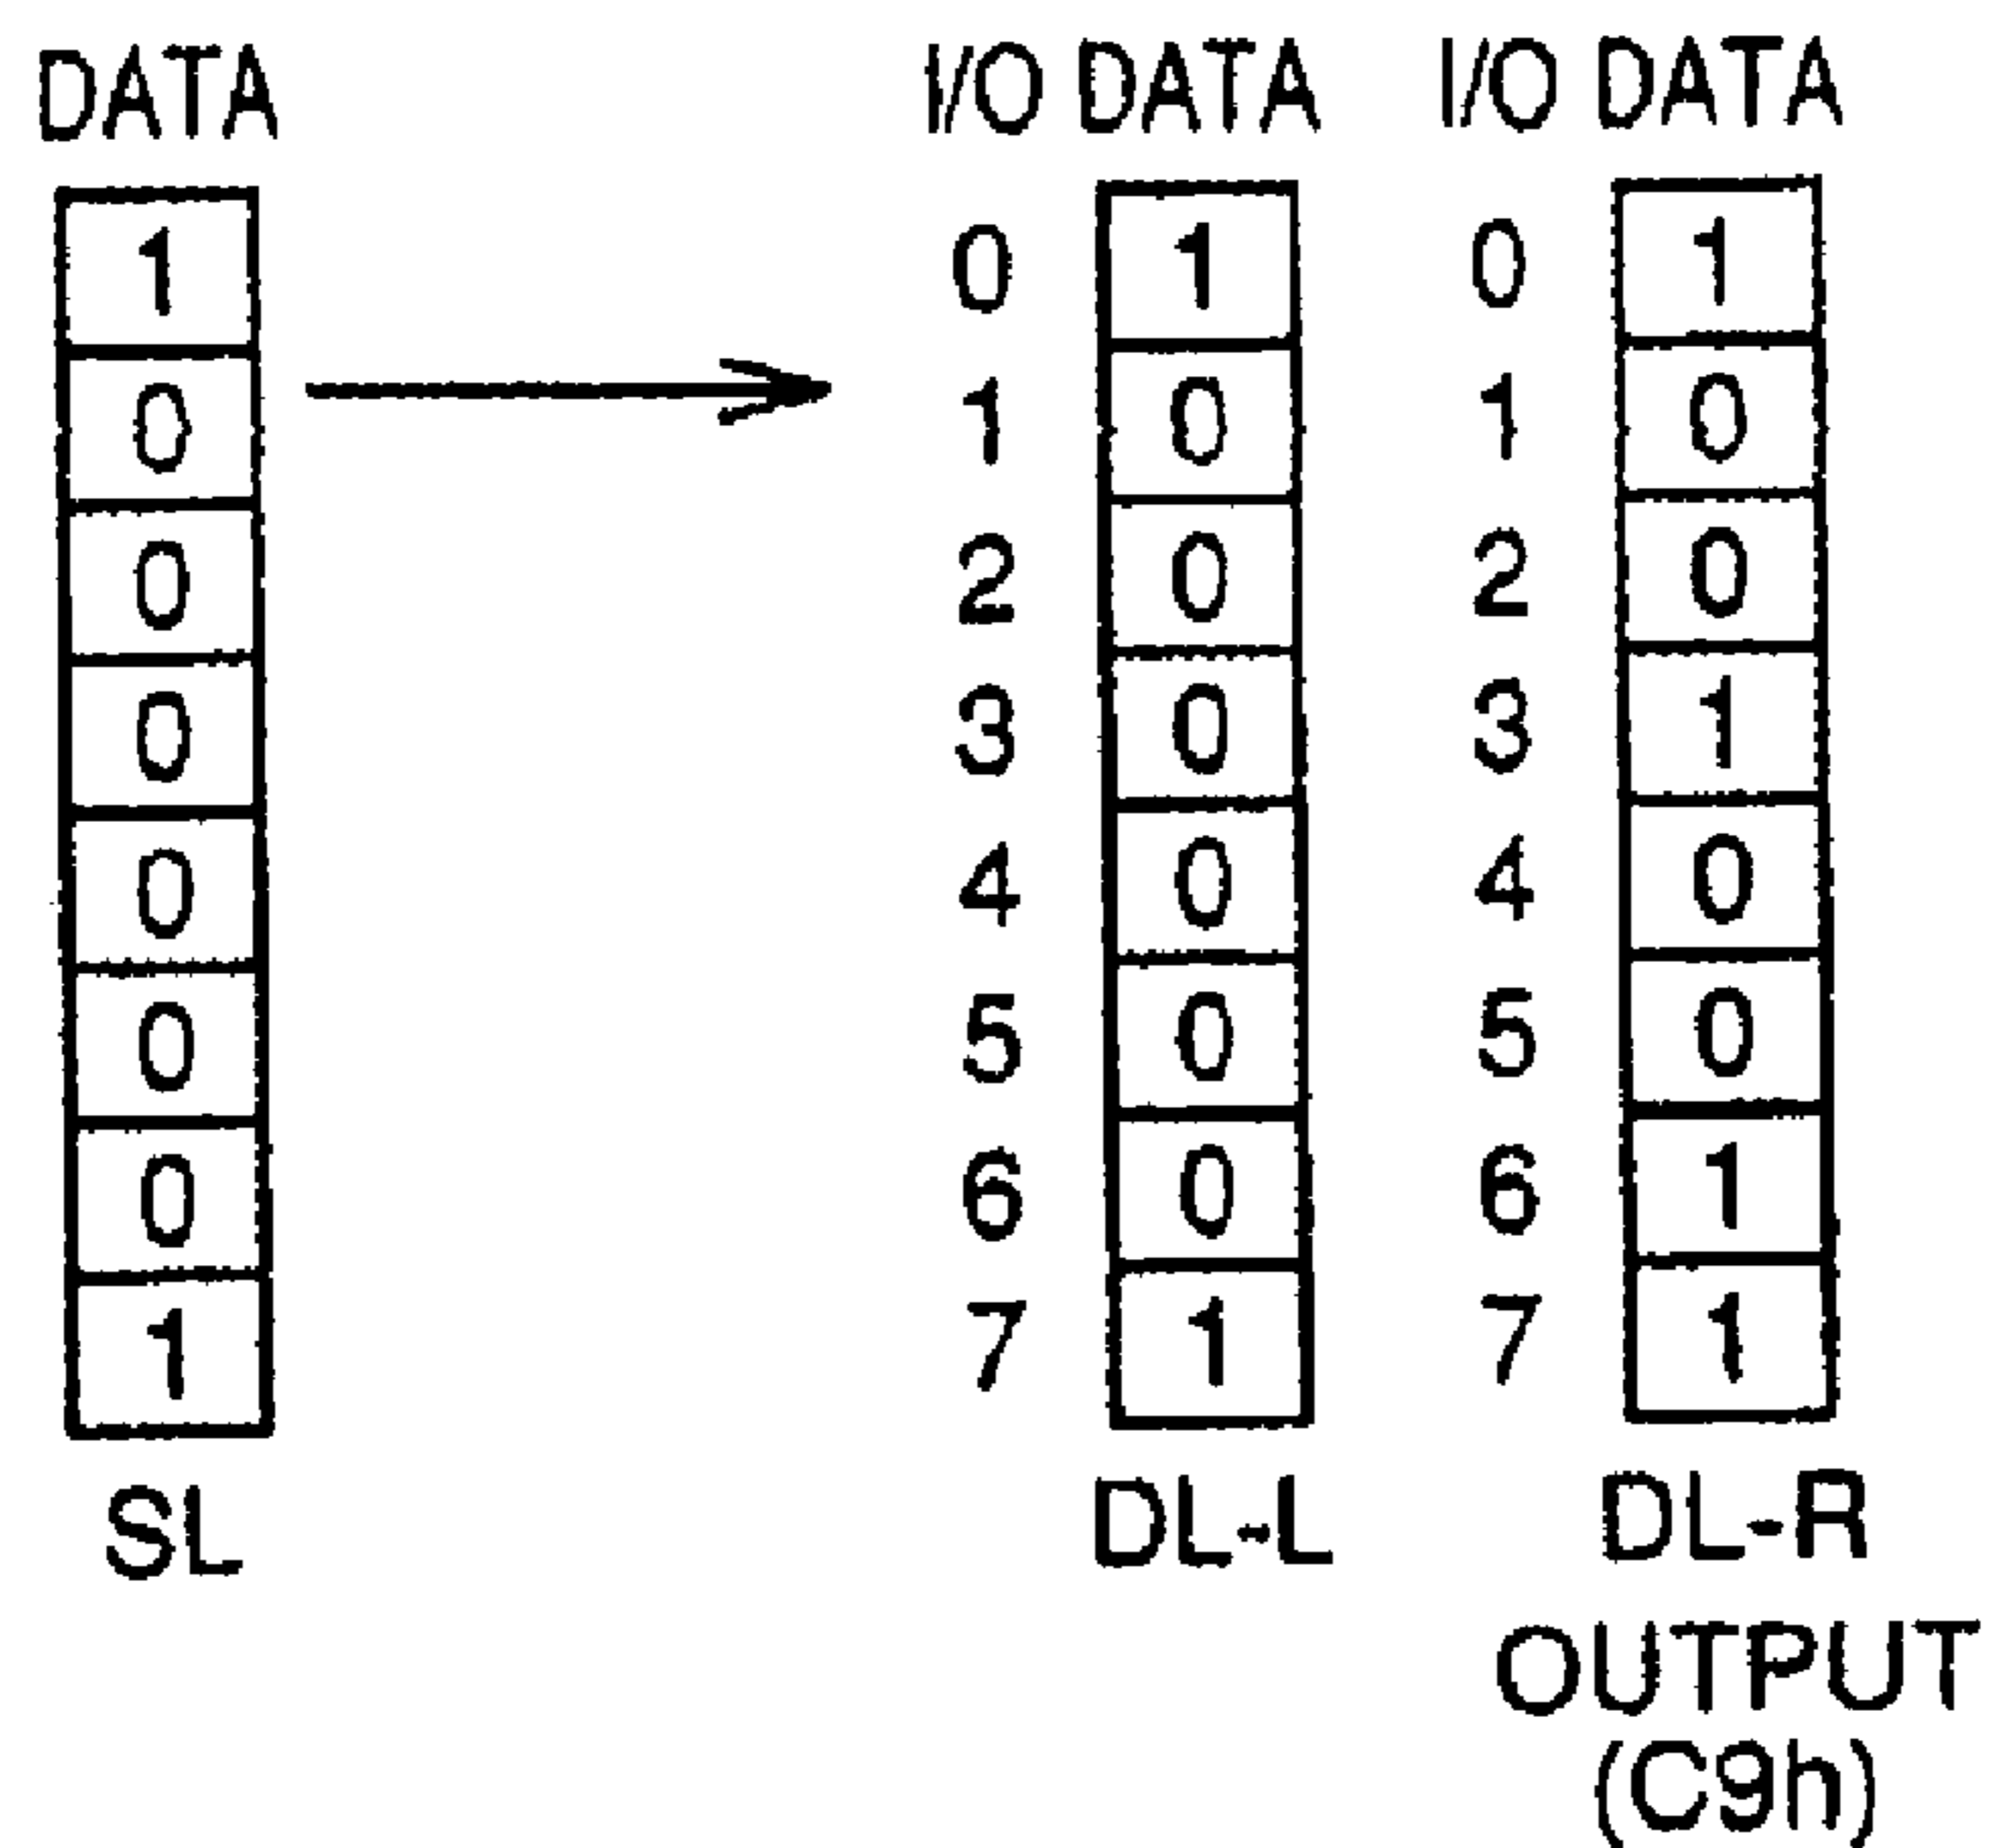 DATA I/O DATA I/O DATA
1 0 1 0 1
0 1 0 1 0
0 2 0 2 0
0 3 0 3 1
0 4 0 4 0
0 5 0 5 0
0 6 0 6 1
1 7 1 7 1
SL DL-L DL-R
OUTPUT
(C9h)